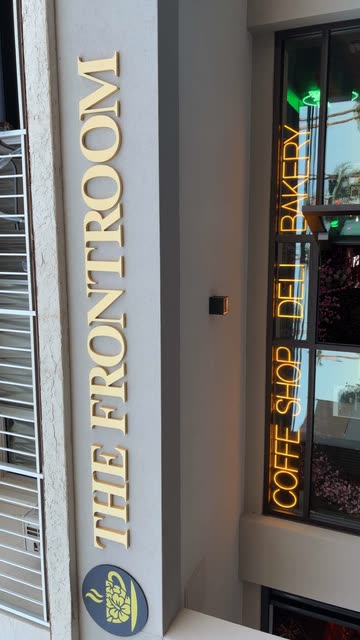 THE FRONTROOM
COFFE SHOP DELI BAKERY